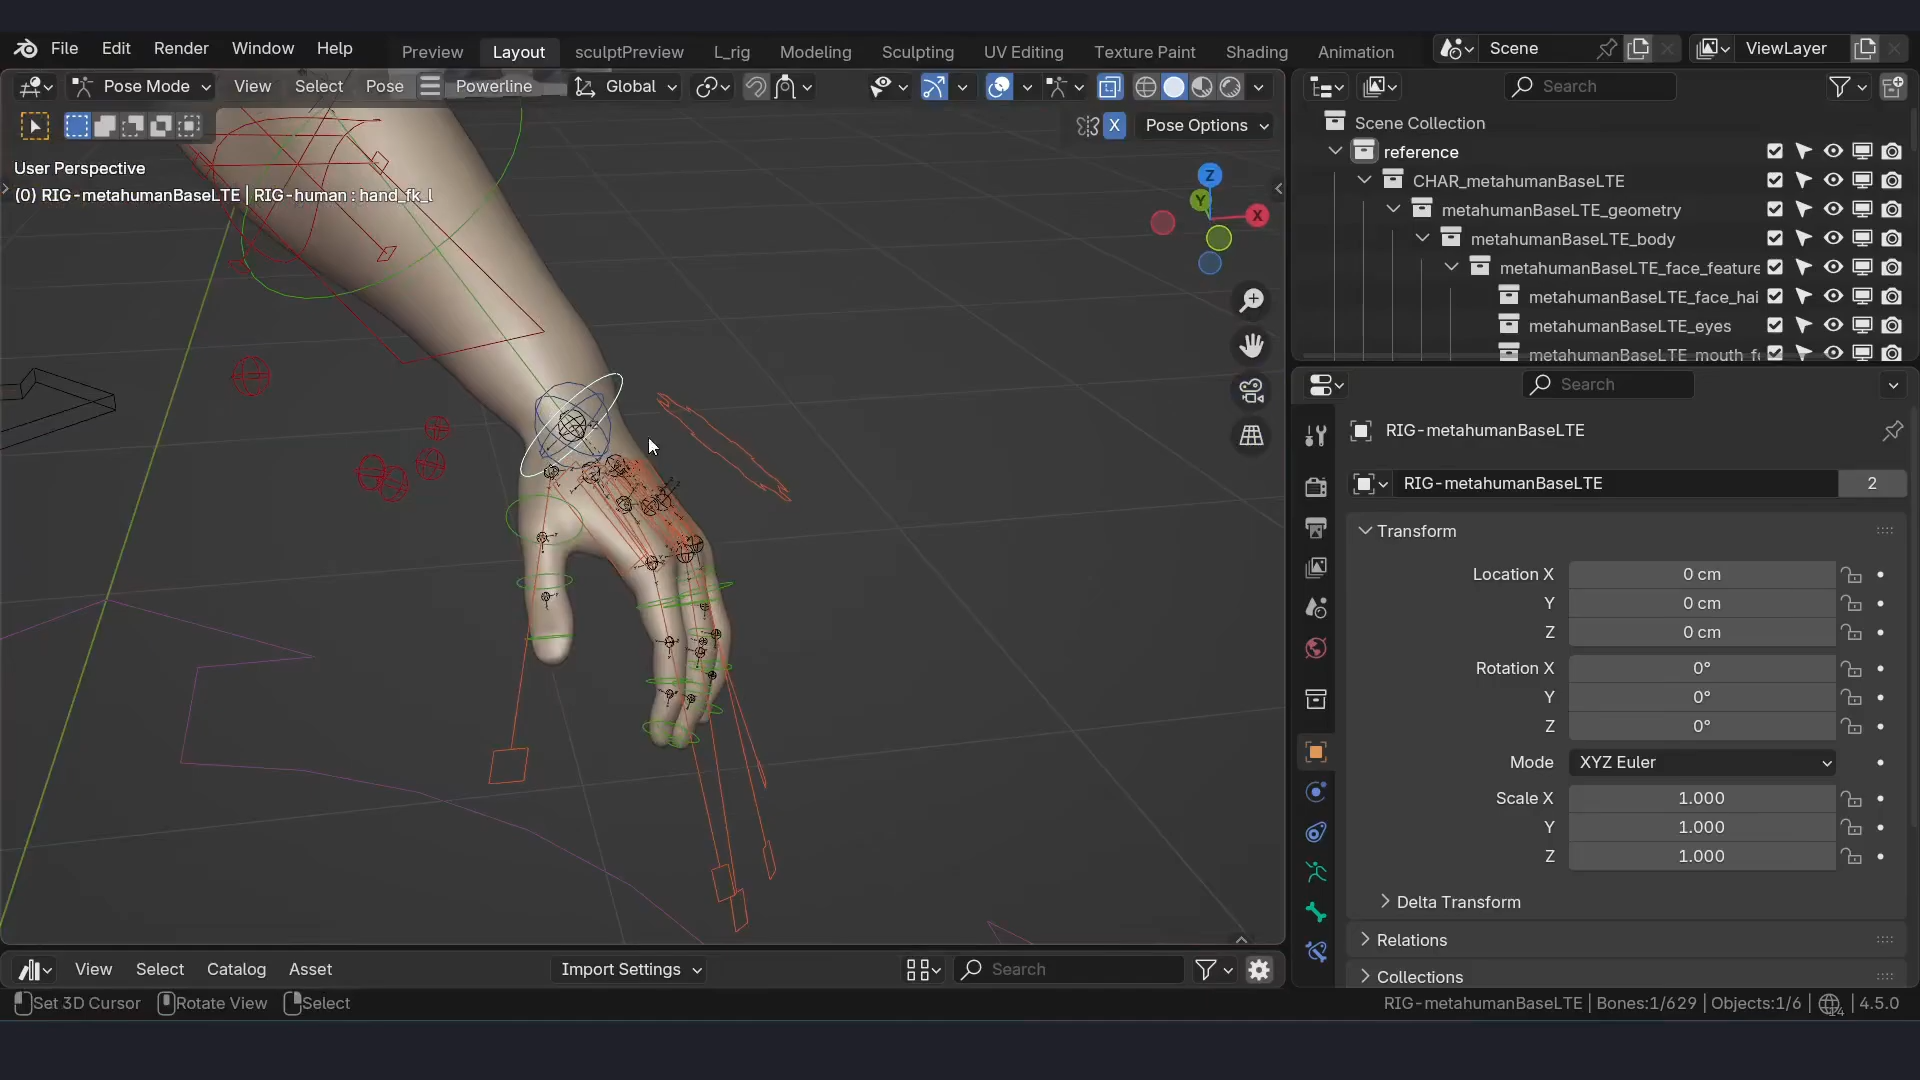 File Edit Render Window Help Preview Layout sculptPreview L_rig Modeling Sculpting UV Editing Texture Paint Shading Animation Scene ViewLayer
Pose Mode View Select Pose Powerline Global Search
X Pose Options
User Perspective
(0) RIG-metahumanBaseLTE | RIG-human : hand_fk_l
Z
Y
X
Scene Collection
reference
CHAR_metahumanBaseLTE
metahumanBaseLTE_geometry
metahumanBaseLTE_body
metahumanBaseLTE_face_feature
metahumanBaseLTE_face_hai
metahumanBaseLTE_eyes
metahumanBaseLTE_mouth_f
Search
RIG-metahumanBaseLTE
RIG-metahumanBaseLTE 2
Transform
Location X 0 cm
Y 0 cm
Z 0 cm
Rotation X 0°
Y 0°
Z 0°
Mode XYZ Euler
Scale X 1.000
Y 1.000
Z 1.000
Delta Transform
Relations
Collections
View Select Catalog Asset Import Settings Search
Set 3D Cursor Rotate View Select RIG-metahumanBaseLTE | Bones:1/629 | Objects:1/6 | 14 | 4.5.0